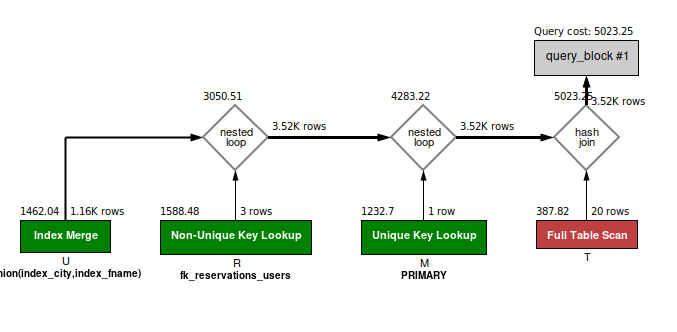 Query cost: 5023.25
query_block #1
3050.51
4283.22
5023.25
3.52K rows
nested
loop
3.52K rows
nested
loop
3.52K rows
hash
join
1462.04
1.16K rows
1588.48
3 rows
1232.7
1 row
387.82
20 rows
Index Merge
Non-Unique Key Lookup
Unique Key Lookup
Full Table Scan
U
R
M
T
nion(index_city,index_fname)
fk_reservations_users
PRIMARY